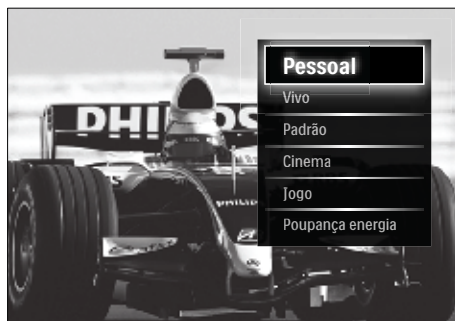 Pessoal
Vivo
Padrão
Cinema
Jogo
Poupança energia
PHILIPS